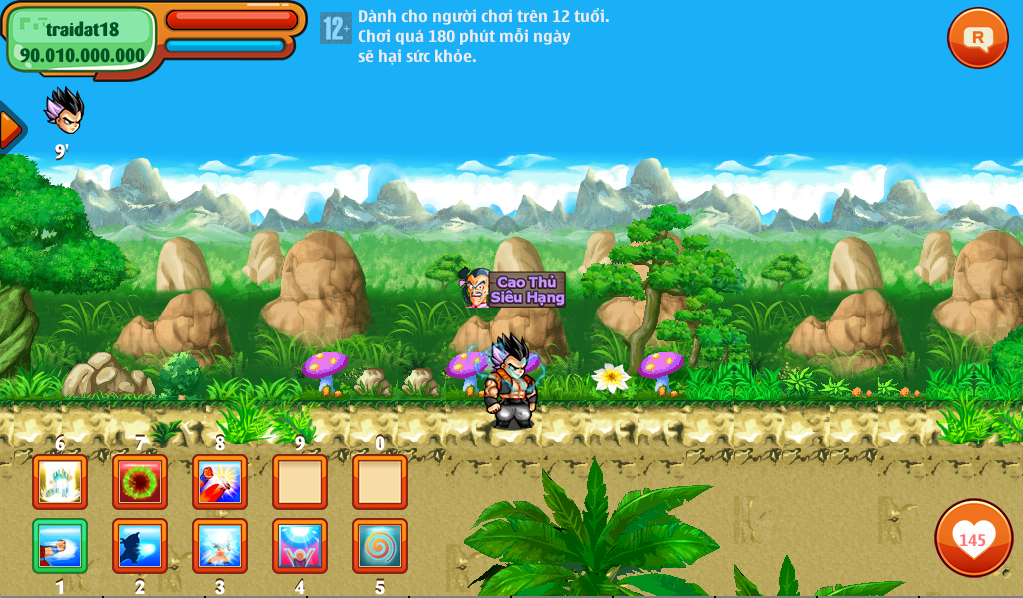 traidat18
90.010.000.000
12+
Dành cho người chơi trên 12 tuổi.
Chơi quá 180 phút mỗi ngày
sẽ hại sức khỏe.
R
9'
Cao Thủ
Siêu Hạng
6 7 8 9 0
145
1 2 3 4 5